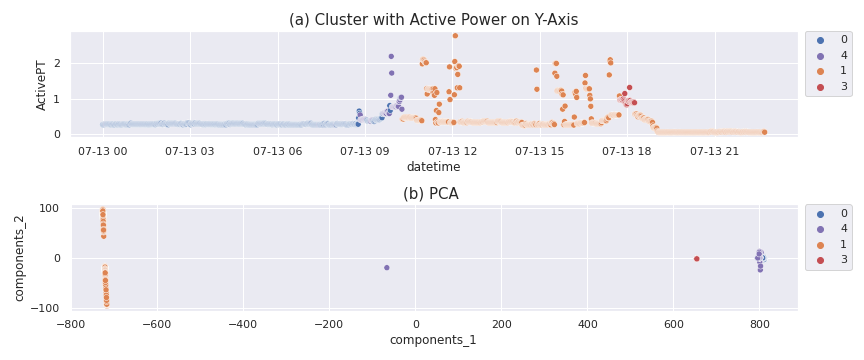 (a) Cluster with Active Power on Y-Axis
ActivePT
2
1
0
07-13 00 07-13 03 07-13 06 07-13 09 07-13 12 07-13 15 07-13 18 07-13 21
datetime
0
4
1
3
(b) PCA
components_2
100
0
−100
−800 −600 −400 −200 0 200 400 600 800
components_1
0
4
1
3